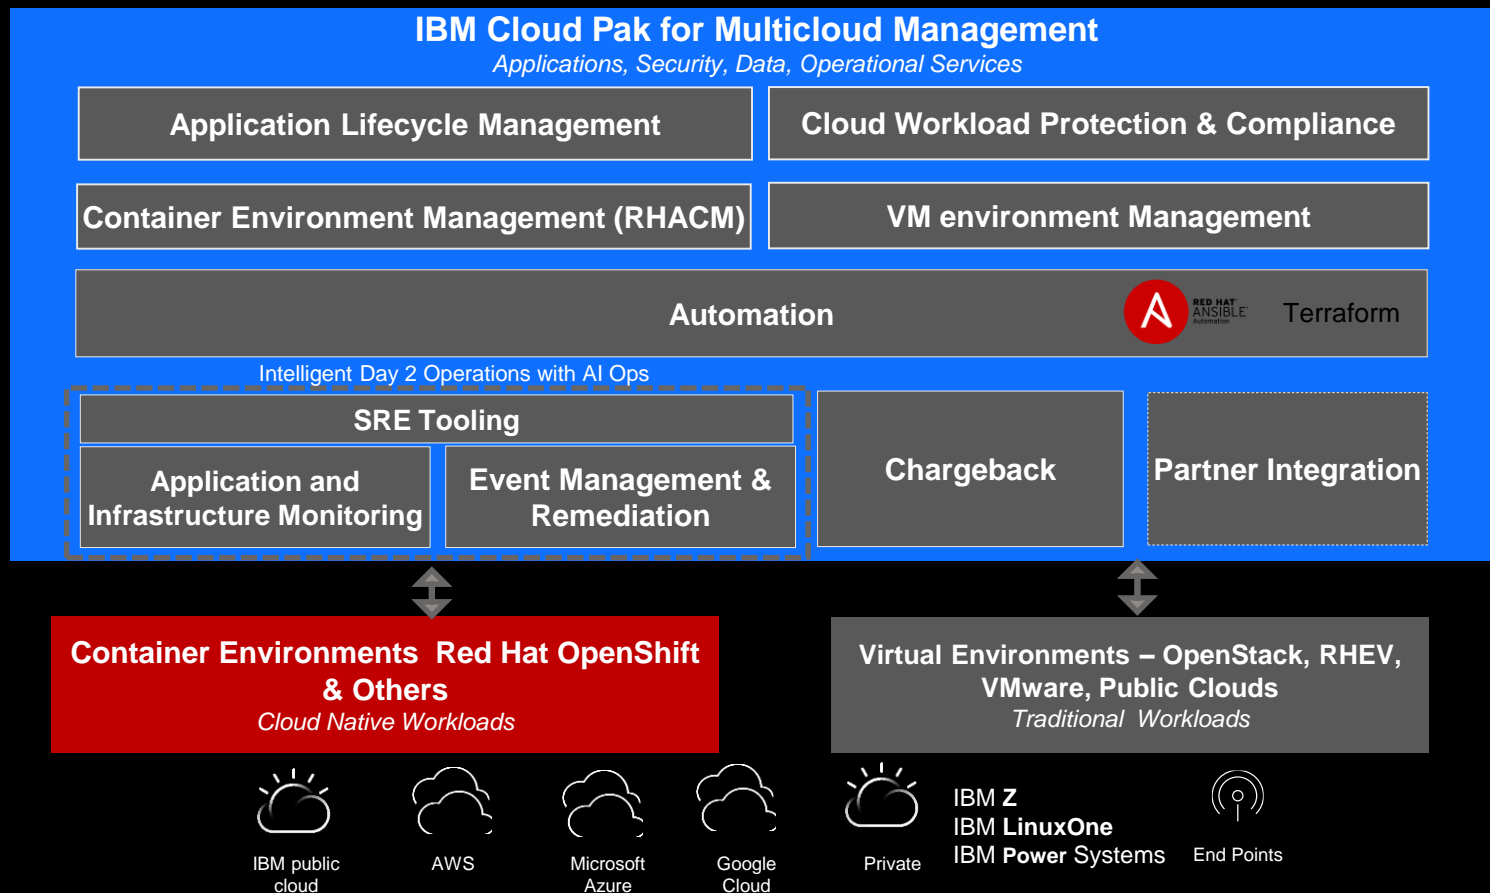 IBM Cloud Pak for Multicloud Management
Applications, Security, Data, Operational Services
Application Lifecycle Management
Cloud Workload Protection & Compliance
Container Environment Management (RHACM)
VM environment Management
Automation
RED HAT
ANSIBLE
Automation
Terraform
Intelligent Day 2 Operations with AI Ops
SRE Tooling
Application and
Infrastructure Monitoring
Event Management &
Remediation
Chargeback
Partner Integration
Container Environments  Red Hat OpenShift
& Others
Cloud Native Workloads
Virtual Environments – OpenStack, RHEV,
VMware, Public Clouds
Traditional  Workloads
IBM public
cloud
AWS
Microsoft
Azure
Google
Cloud
Private
IBM Z
IBM LinuxOne
IBM Power Systems
End Points